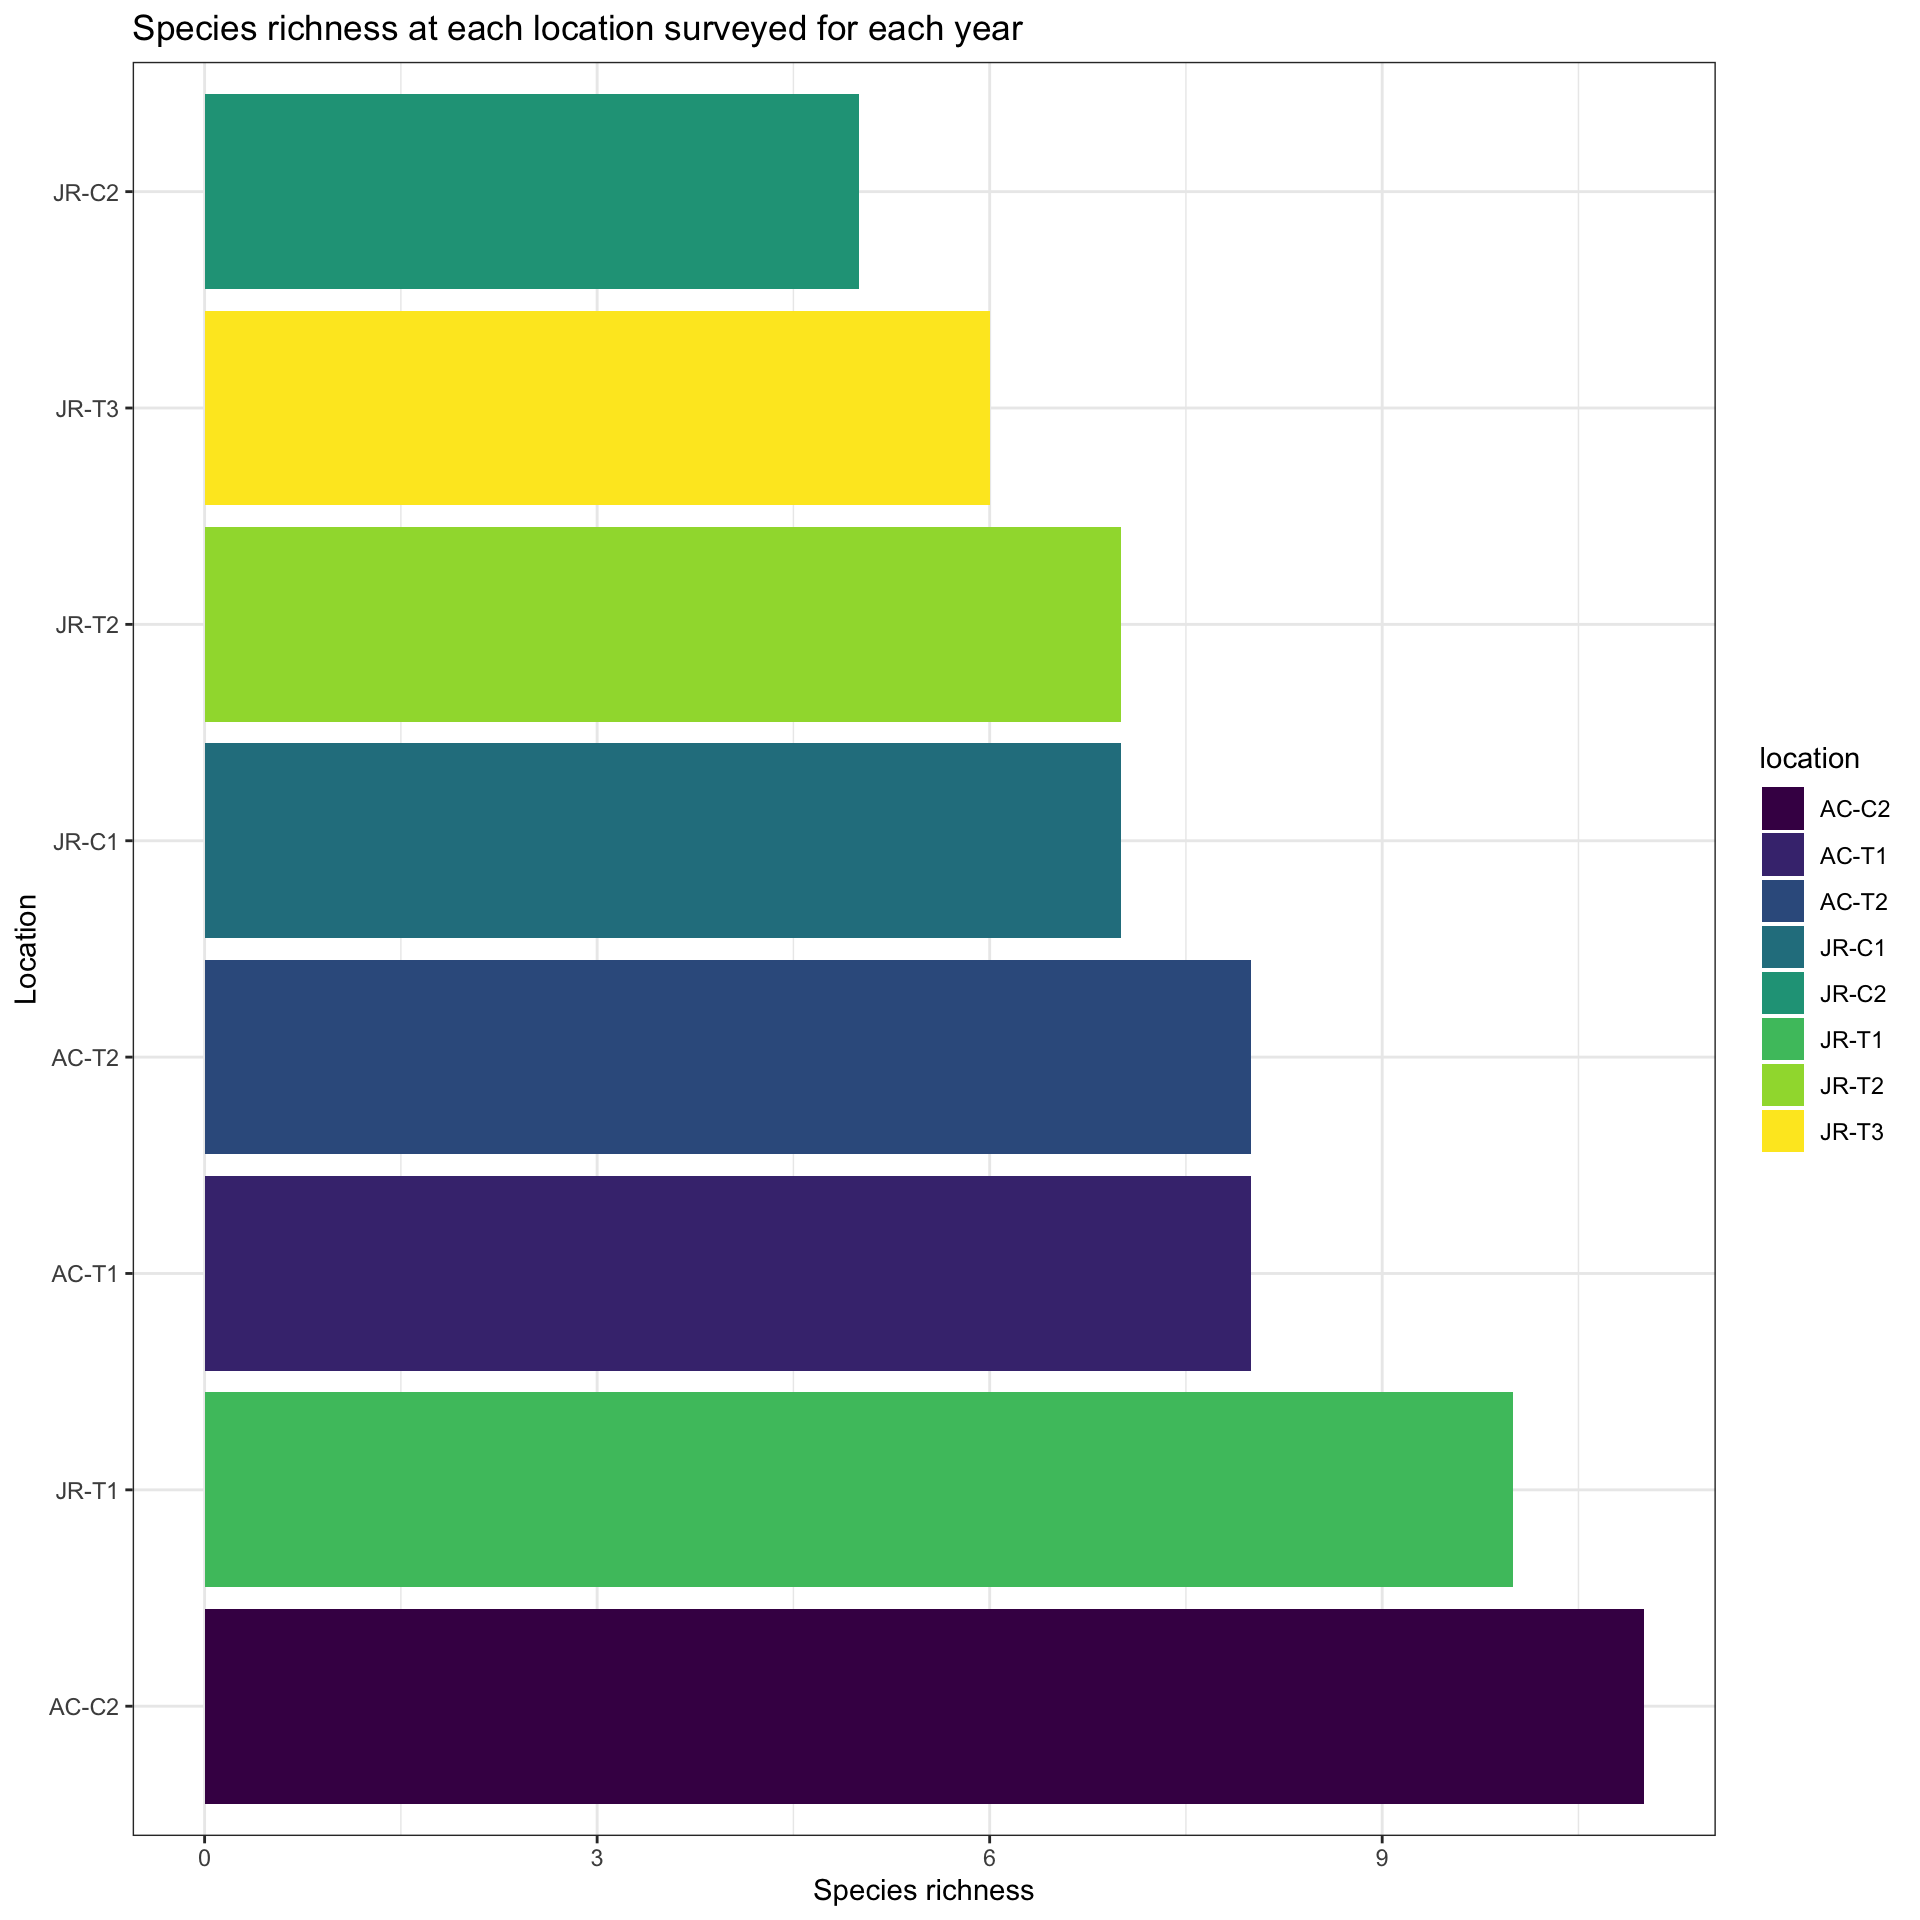 Species richness at each location surveyed for each year
Location
JR-C2
JR-T3
JR-T2
JR-C1
AC-T2
AC-T1
JR-T1
AC-C2
0
3
6
9
Species richness
location
AC-C2
AC-T1
AC-T2
JR-C1
JR-C2
JR-T1
JR-T2
JR-T3